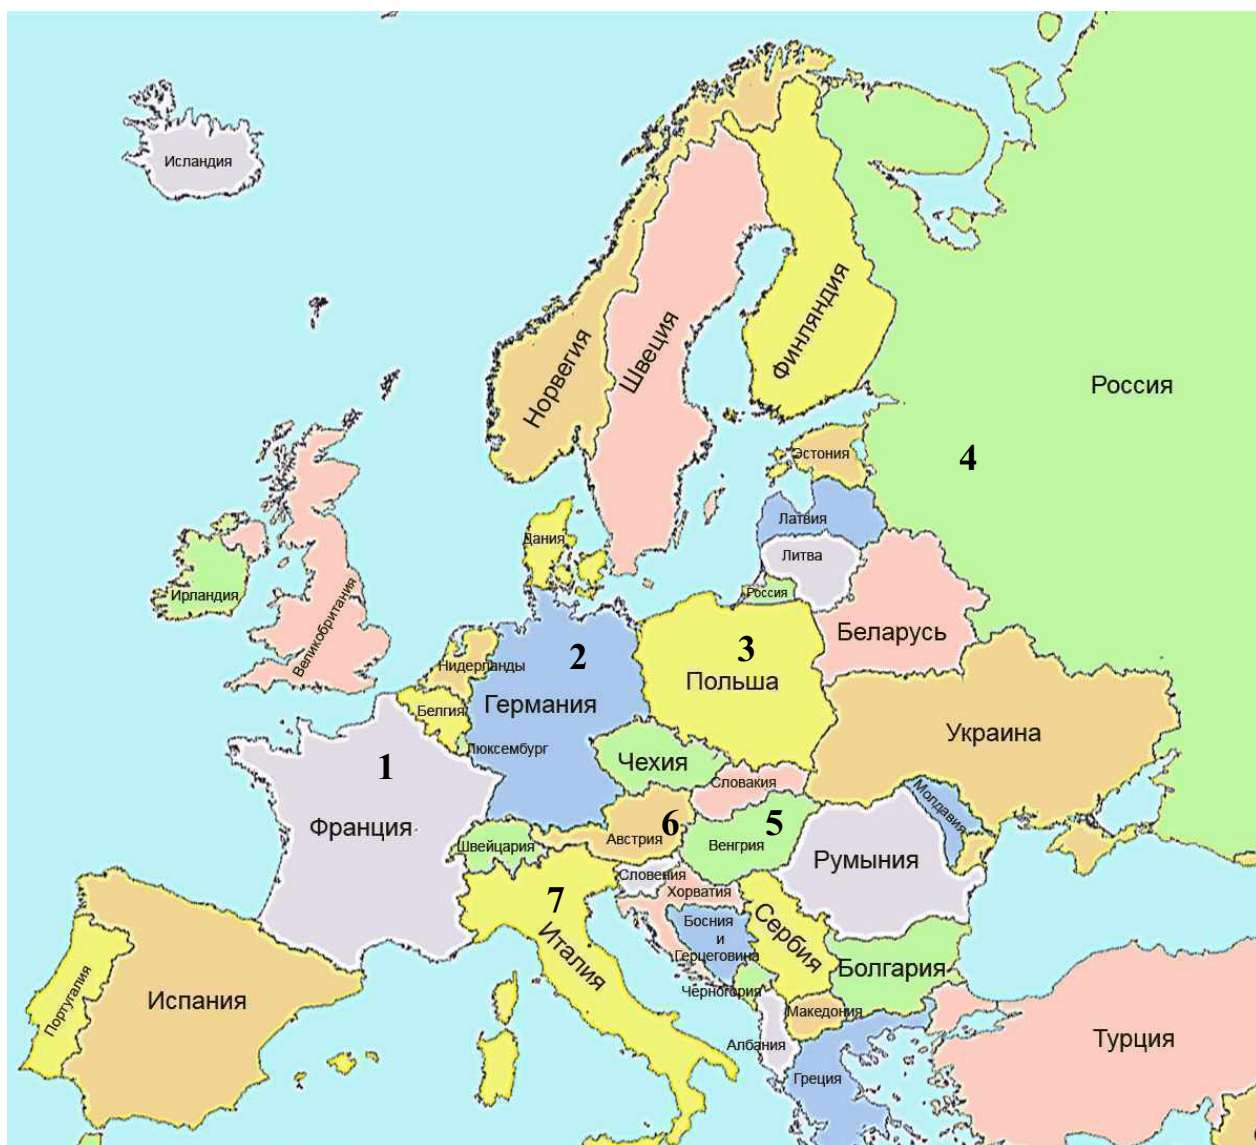 Исландия
Норвегия
Швеция
Финляндия
Россия
4
Эстония
Латвия
Литва
Россия
Дания
Ирландия
Великобритания
Беларусь
2
3
Нидерланды
Германия
Польша
Белгия
Люксембург
Чехия
Украина
1
Словакия
Молдавия
Франция
6
5
Швейцария
Австрия
Венгрия
Румыния
Словения
Хорватия
7
Италия
Босния
и
Герцеговина
Сербия
Болгария
Черногория
Португалия
Испания
Македония
Албания
Греция
Турция